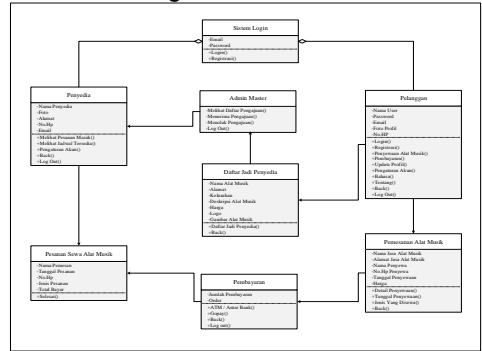 Sistem Login
-Email
-Password
+Login()
+Registrasi()
Penyedia
-Nama Penyedia
-Foto
-Alamat
-No.Hp
-Email
+Melihat Pesanan Masuk()
+Melihat Jadwal Tersedia()
+Pengaturan Akun()
+Back()
+Log Out()
Admin Master
-Melihat Daftar Pengajuan()
-Menerima Pengajuan()
-Menolak Pengajuan()
-Log Out()
Pelanggan
-Nama User
-Password
-Email
-Foto Profil
-No.HP
+Login()
+Registrasi()
+Penyewaan Alat Musik()
+Pembayaran()
+Update Profil()
+Pengaturan Akun()
+Bahasa()
+Tentang()
+Back()
+Log Out()
Daftar Jadi Penyedia
-Nama Alat Musik
-Alamat
-Kelurahan
-Deskripsi Alat Musik
-Harga
-Logo
-Gambar Alat Musik
+Daftar Jadi Penyedia()
+Back()
Pesanan Sewa Alat Musik
-Nama Pemesan
-Tanggal Pesanan
-No.Hp
-Jenis Pesanan
-Total Bayar
+Selesai()
Pembayaran
-Jumlah Pembayaran
-Order
+ATM / Antar Bank()
+Gopay()
+Back()
+Log out()
Pemesanan Alat Musik
-Nama Jasa Alat Musik
-Alamat Jasa Alat Musik
-Nama Penyewa
-No.Hp Penyewa
-Tanggal Penyewaan
-Harga
+Detail Penyewaan()
+Tanggal Penyewaan()
+Jenis Yang Disewa()
+Back()